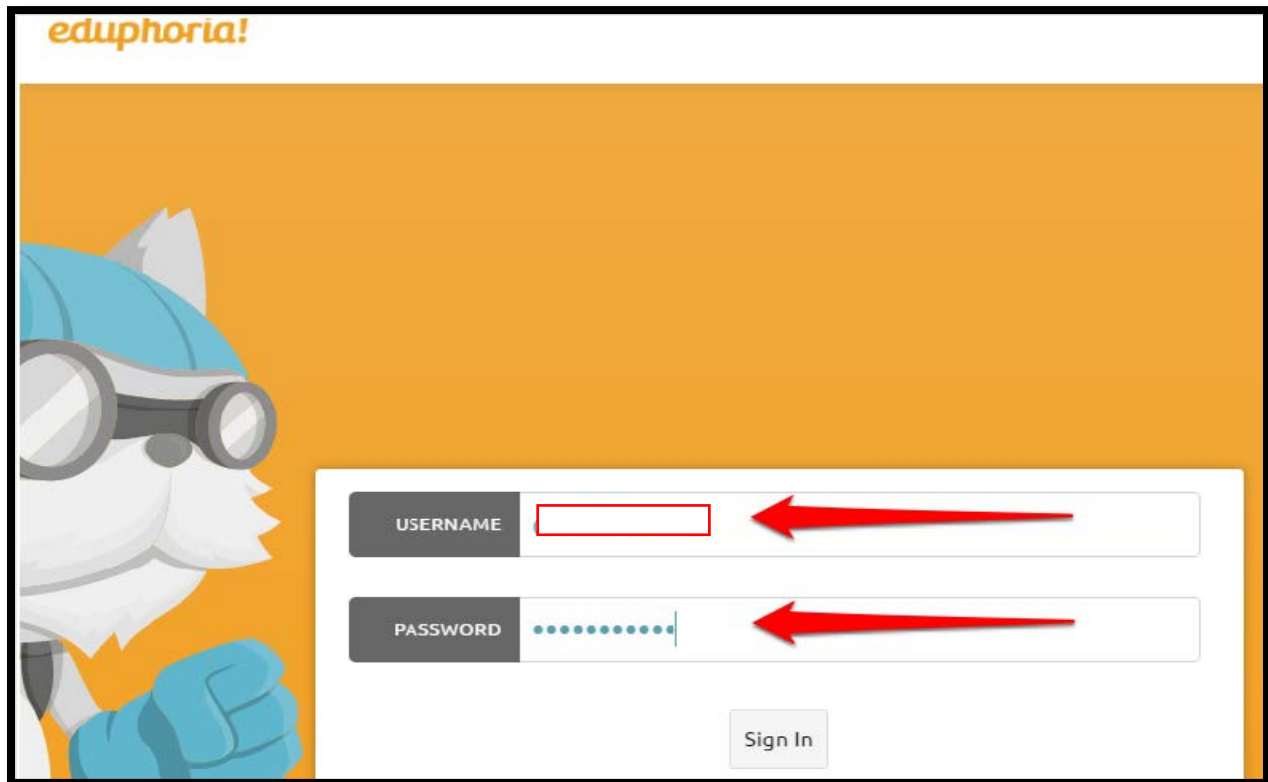 eduphoria!
USERNAME
PASSWORD •••••••••••
Sign In